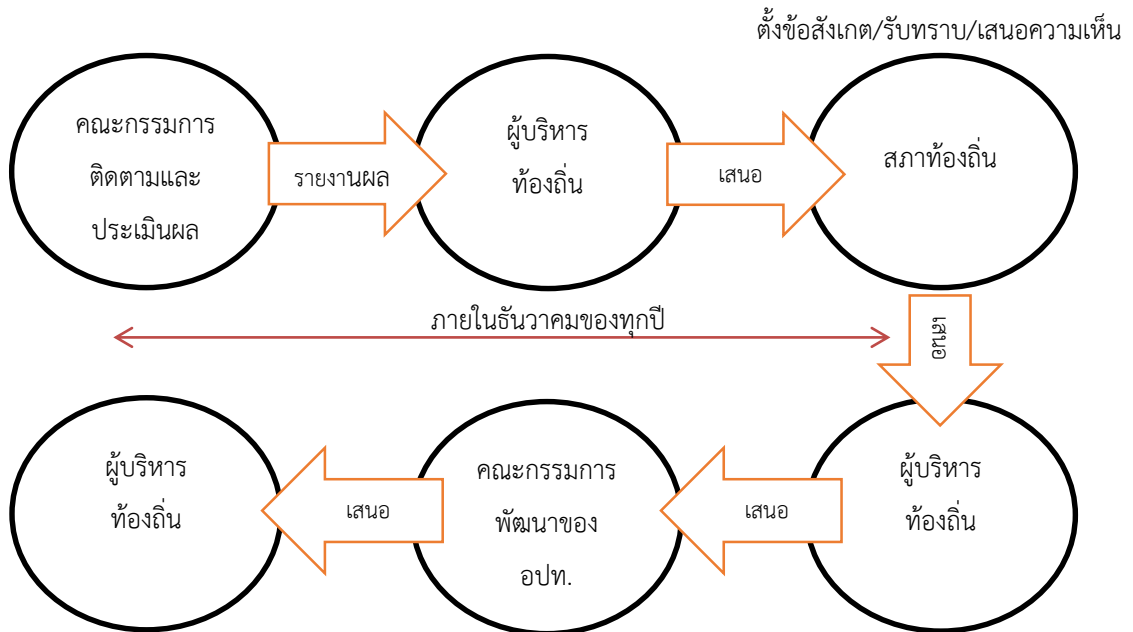 ตั้งข้อสังเกต/รับทราบ/เสนอความเห็น
คณะกรรมการ
ติดตามและ
ประเมินผล
รายงานผล
ผู้บริหาร
ท้องถิ่น
เสนอ
สภาท้องถิ่น
ภายในธันวาคมของทุกปี
เสนอ
ผู้บริหาร
ท้องถิ่น
เสนอ
คณะกรรมการ
พัฒนาของ
อปท.
เสนอ
ผู้บริหาร
ท้องถิ่น